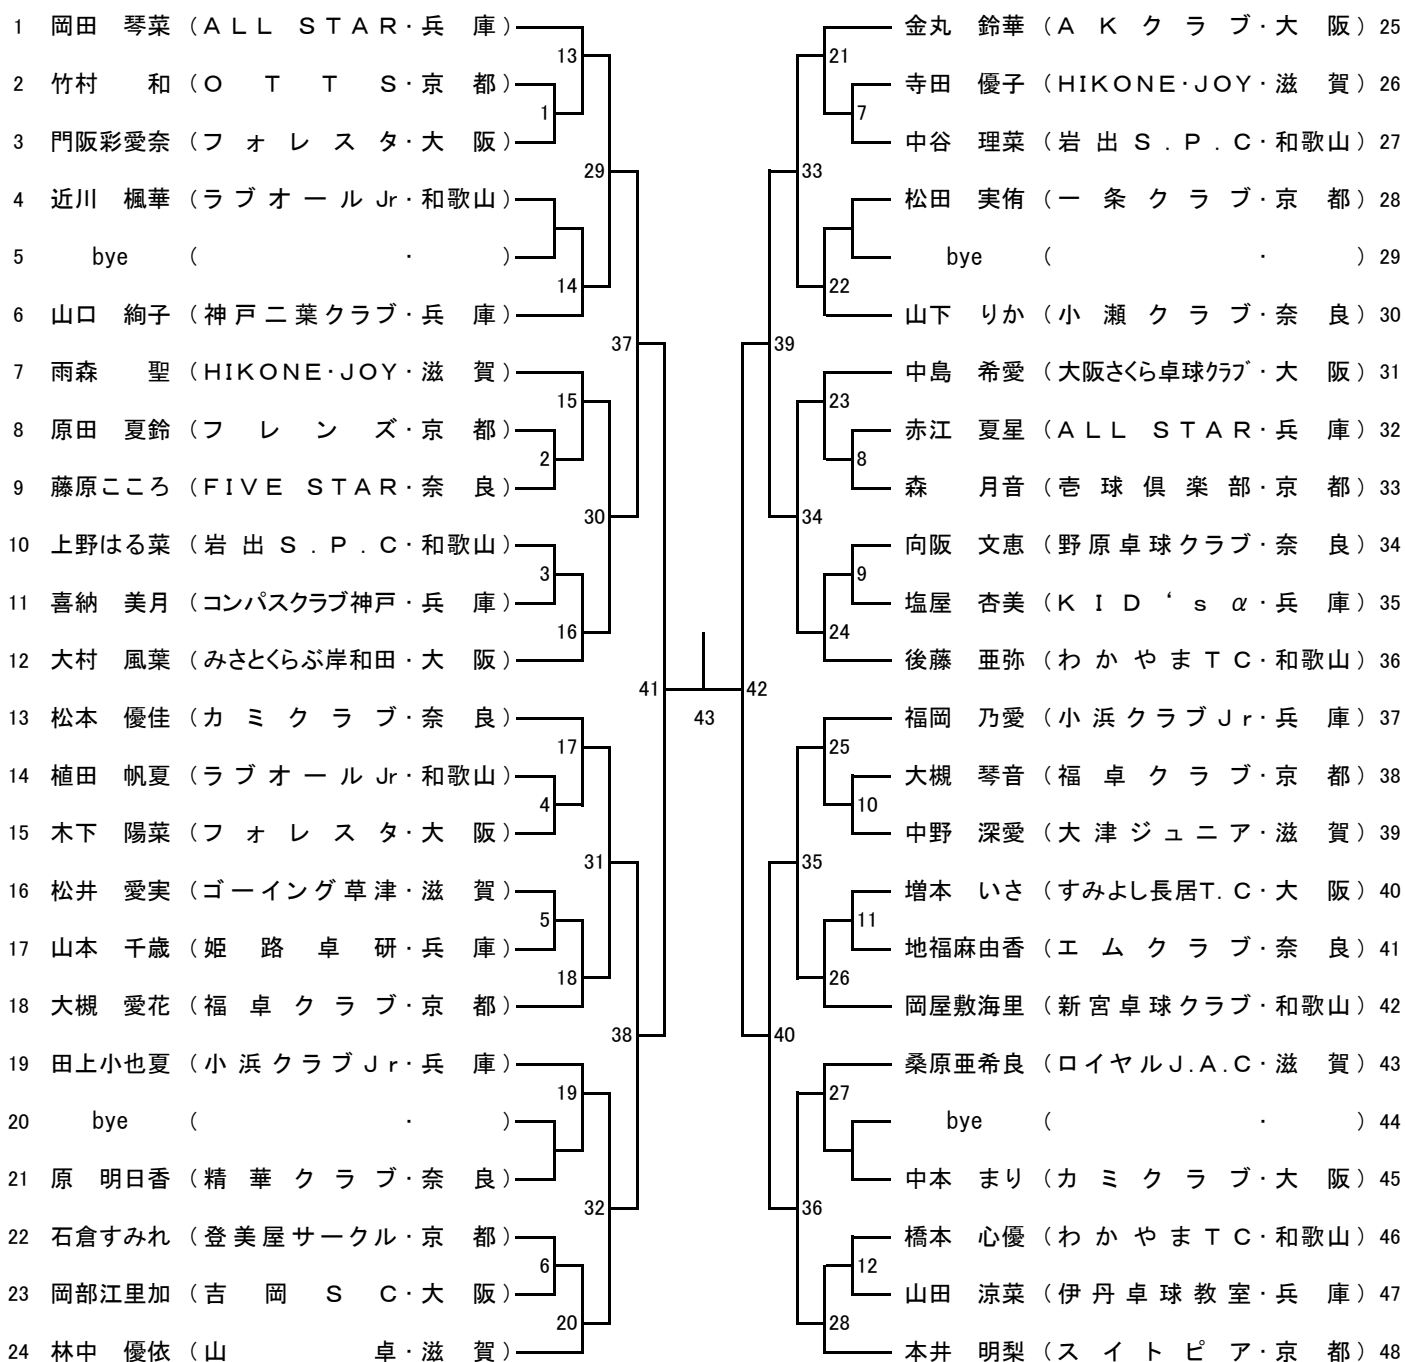 1 岡田 琴菜 (ALL STAR・兵 庫)
13
2 竹村 和 (O T T S・京 都)
1
3 門阪彩愛奈 (フォレスタ・大 阪)
29
4 近川 楓華 (ラブオールJr・和歌山)
5 bye ( ・ )
14
6 山口 絢子 (神戸二葉クラブ・兵 庫)
37
7 雨森 聖 (HIKONE・JOY・滋 賀)
15
8 原田 夏鈴 (フレンズ・京 都)
2
9 藤原こころ (FIVE STAR・奈 良)
30
10 上野はる菜 (岩出S.P.C・和歌山)
3
11 喜納 美月 (コンパスクラブ神戸・兵 庫)
16
12 大村 風葉 (みさとくらぶ岸和田・大 阪)
41
13 松本 優佳 (カミクラブ・奈 良)
17
14 植田 帆夏 (ラブオールJr・和歌山)
4
15 木下 陽菜 (フォレスタ・大 阪)
31
16 松井 愛実 (ゴーイング草津・滋 賀)
5
17 山本 千歳 (姫路卓研・兵 庫)
18
18 大槻 愛花 (福卓クラブ・京 都)
38
19 田上小也夏 (小浜クラブJr・兵 庫)
19
20 bye ( ・ )
21 原 明日香 (精華クラブ・奈 良)
32
22 石倉すみれ (登美屋サークル・京 都)
6
23 岡部江里加 (吉岡SC・大 阪)
20
24 林中 優依 (山卓・滋 賀)
43
金丸 鈴華 (AKクラブ・大 阪) 25
21
寺田 優子 (HIKONE・JOY・滋 賀) 26
7
中谷 理菜 (岩出S.P.C・和歌山) 27
33
松田 実侑 (一条クラブ・京 都) 28
bye ( ・ ) 29
22
山下 りか (小瀬クラブ・奈 良) 30
39
中島 希愛 (大阪さくら卓球クラブ・大 阪) 31
23
赤江 夏星 (ALL STAR・兵 庫) 32
8
森 月音 (壱球倶楽部・京 都) 33
34
向阪 文恵 (野原卓球クラブ・奈 良) 34
9
塩屋 杏美 (KID‘sα・兵 庫) 35
24
後藤 亜弥 (わかやまTC・和歌山) 36
42
福岡 乃愛 (小浜クラブJr・兵 庫) 37
25
大槻 琴音 (福卓クラブ・京 都) 38
10
中野 深愛 (大津ジュニア・滋 賀) 39
35
増本 いさ (すみよし長居T.C・大 阪) 40
11
地福麻由香 (エムクラブ・奈 良) 41
26
岡屋敷海里 (新宮卓球クラブ・和歌山) 42
40
桑原亜希良 (ロイヤルJ.A.C・滋 賀) 43
27
bye ( ・ ) 44
中本 まり (カミクラブ・大 阪) 45
36
橋本 心優 (わかやまTC・和歌山) 46
12
山田 涼菜 (伊丹卓球教室・兵 庫) 47
28
本井 明梨 (スイトピア・京 都) 48